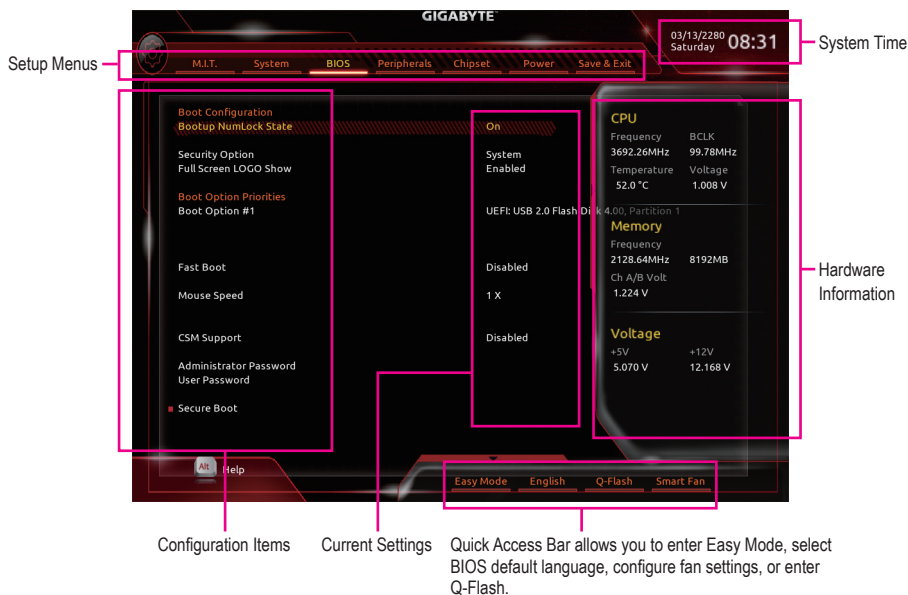 GIGABYTE™
03/13/2280
Saturday 08:31
System Time
Setup Menus
M.I.T. System BIOS Peripherals Chipset Power Save & Exit
Boot Configuration
Bootup NumLock State On
Security Option System
Full Screen LOGO Show Enabled
Boot Option Priorities
Boot Option #1 UEFI: USB 2.0 Flash Disk 4.00, Partition 1
Fast Boot Disabled
Mouse Speed 1 X
CSM Support Disabled
Administrator Password
User Password
Secure Boot
CPU
Frequency BCLK
3692.26MHz 99.78MHz
Temperature Voltage
52.0 °C 1.008 V
Memory
Frequency
2128.64MHz 8192MB
Ch A/B Volt
1.224 V
Voltage
+5V +12V
5.070 V 12.168 V
Hardware
Information
Alt Help
Easy Mode English Q-Flash Smart Fan
Configuration Items
Current Settings
Quick Access Bar allows you to enter Easy Mode, select
BIOS default language, configure fan settings, or enter
Q-Flash.